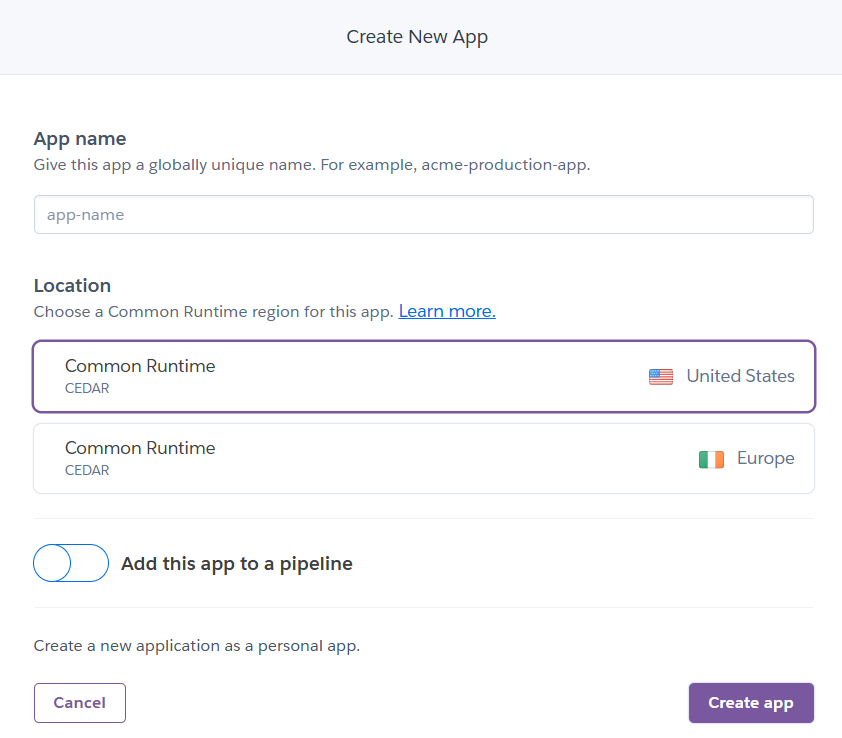 Create New App
App name
Give this app a globally unique name. For example, acme-production-app.
app-name
Location
Choose a Common Runtime region for this app. Learn more.
Common Runtime
CEDAR
United States
Common Runtime
CEDAR
Europe
Add this app to a pipeline
Create a new application as a personal app.
Cancel
Create app